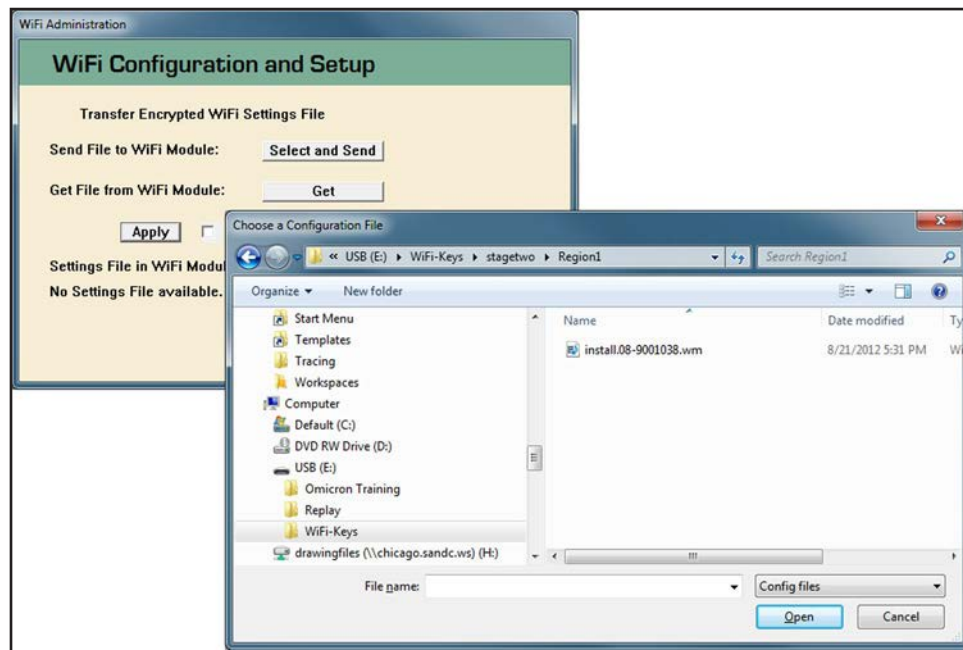 WiFi Administration
WiFi Configuration and Setup
Transfer Encrypted WiFi Settings File
Send File to WiFi Module:
Select and Send
Get File from WiFi Module:
Get
Apply
Settings File in WiFi Modul
No Settings File available.
Choose a Configuration File
« USB (E:) ▸ WiFi-Keys ▸ stagetwo ▸ Region1
Search Region1
Organize ▾ New folder
Start Menu
Templates
Tracing
Workspaces
Computer
Default (C:)
DVD RW Drive (D:)
USB (E:)
Omicron Training
Replay
WiFi-Keys
drawingfiles (\\chicago.sandc.ws) (H:)
Name Date modified Ty
install.08-9001038.wm 8/21/2012 5:31 PM Wi
File name:
Config files
Open Cancel